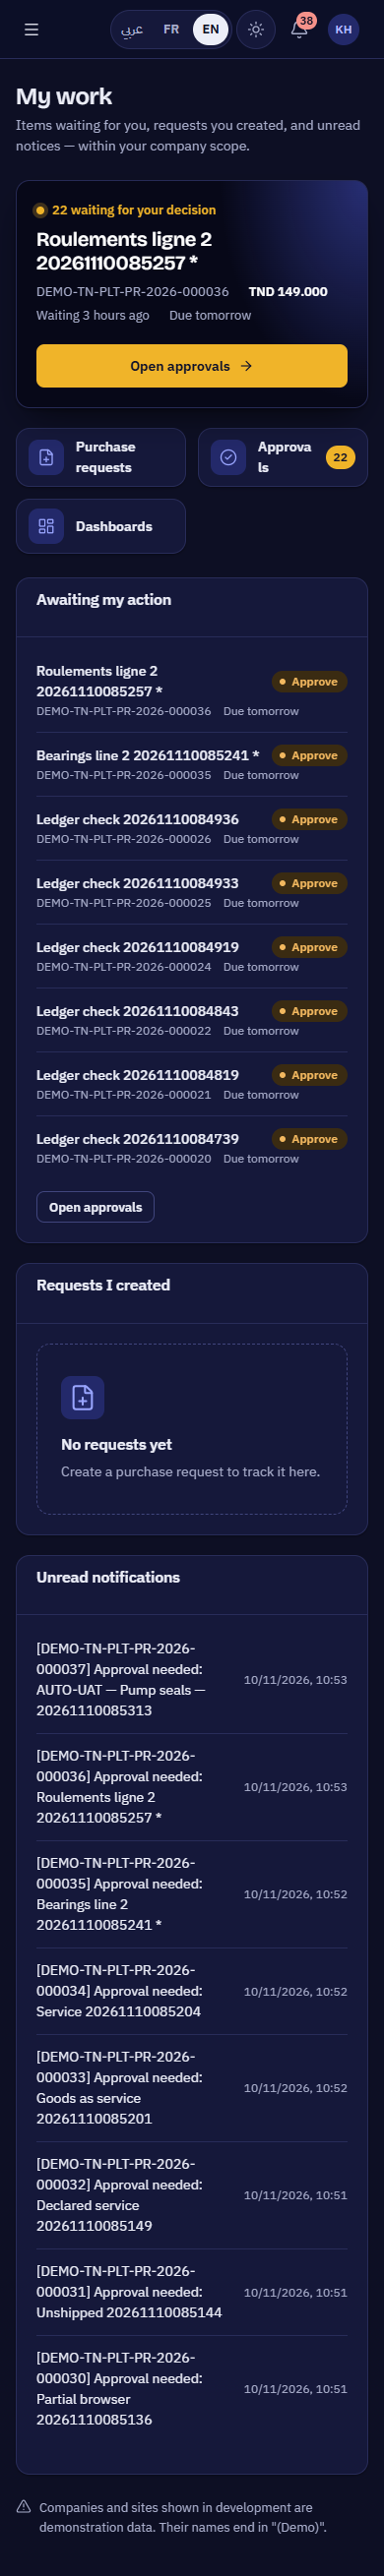 عربي FR EN 38 KH
My work
Items waiting for you, requests you created, and unread
notices — within your company scope.
22 waiting for your decision
Roulements ligne 2
20261110085257 *
DEMO-TN-PLT-PR-2026-000036 TND 149.000
Waiting 3 hours ago Due tomorrow
Open approvals →
Purchase
requests
Approva
ls
22
Dashboards
Awaiting my action
Roulements ligne 2
20261110085257 *
Approve
DEMO-TN-PLT-PR-2026-000036 Due tomorrow
Bearings line 2 20261110085241 * Approve
DEMO-TN-PLT-PR-2026-000035 Due tomorrow
Ledger check 20261110084936 Approve
DEMO-TN-PLT-PR-2026-000026 Due tomorrow
Ledger check 20261110084933 Approve
DEMO-TN-PLT-PR-2026-000025 Due tomorrow
Ledger check 20261110084919 Approve
DEMO-TN-PLT-PR-2026-000024 Due tomorrow
Ledger check 20261110084843 Approve
DEMO-TN-PLT-PR-2026-000022 Due tomorrow
Ledger check 20261110084819 Approve
DEMO-TN-PLT-PR-2026-000021 Due tomorrow
Ledger check 20261110084739 Approve
DEMO-TN-PLT-PR-2026-000020 Due tomorrow
Open approvals
Requests I created
No requests yet
Create a purchase request to track it here.
Unread notifications
[DEMO-TN-PLT-PR-2026-
000037] Approval needed:
AUTO-UAT — Pump seals —
20261110085313
10/11/2026, 10:53
[DEMO-TN-PLT-PR-2026-
000036] Approval needed:
Roulements ligne 2
20261110085257 *
10/11/2026, 10:53
[DEMO-TN-PLT-PR-2026-
000035] Approval needed:
Bearings line 2
20261110085241 *
10/11/2026, 10:52
[DEMO-TN-PLT-PR-2026-
000034] Approval needed:
Service 20261110085204
10/11/2026, 10:52
[DEMO-TN-PLT-PR-2026-
000033] Approval needed:
Goods as service
20261110085201
10/11/2026, 10:52
[DEMO-TN-PLT-PR-2026-
000032] Approval needed:
Declared service
20261110085149
10/11/2026, 10:51
[DEMO-TN-PLT-PR-2026-
000031] Approval needed:
Unshipped 20261110085144
10/11/2026, 10:51
[DEMO-TN-PLT-PR-2026-
000030] Approval needed:
Partial browser
20261110085136
10/11/2026, 10:51
Companies and sites shown in development are
demonstration data. Their names end in "(Demo)".